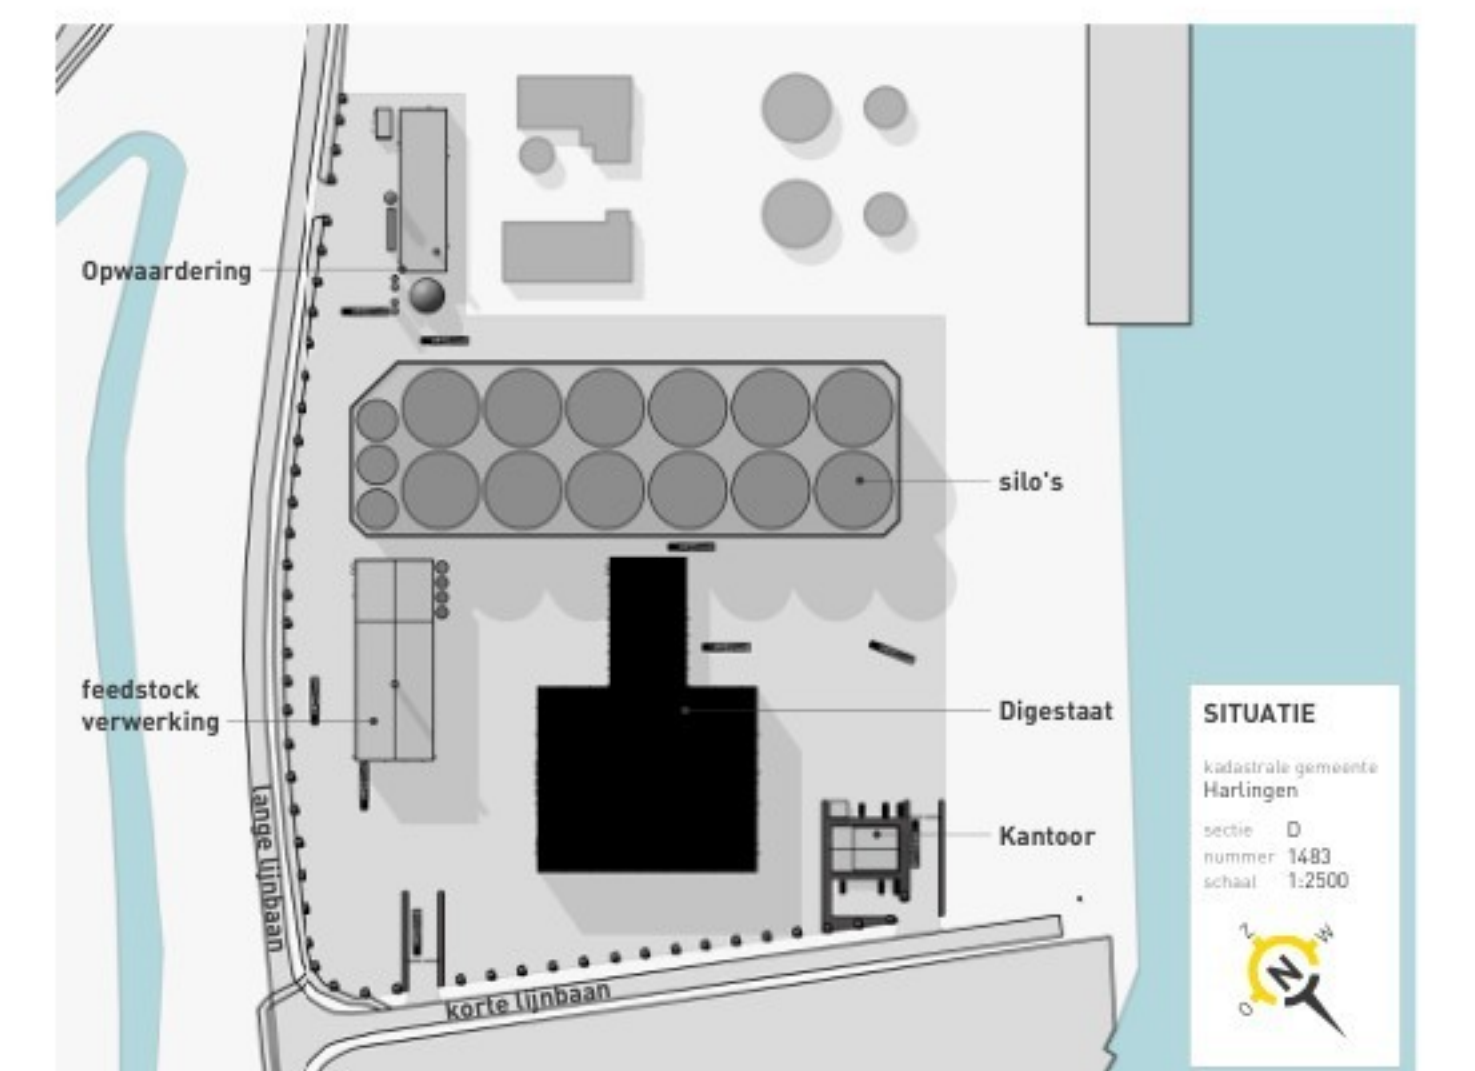 Opwaardering
silo's
feedstock
verwerking
Digestaat
Kantoor
lange lijnbaan
korte lijnbaan
SITUATIE
kadastrale gemeente
Harlingen
sectie D
nummer 1483
schaal 1:2500
Z W
N
O